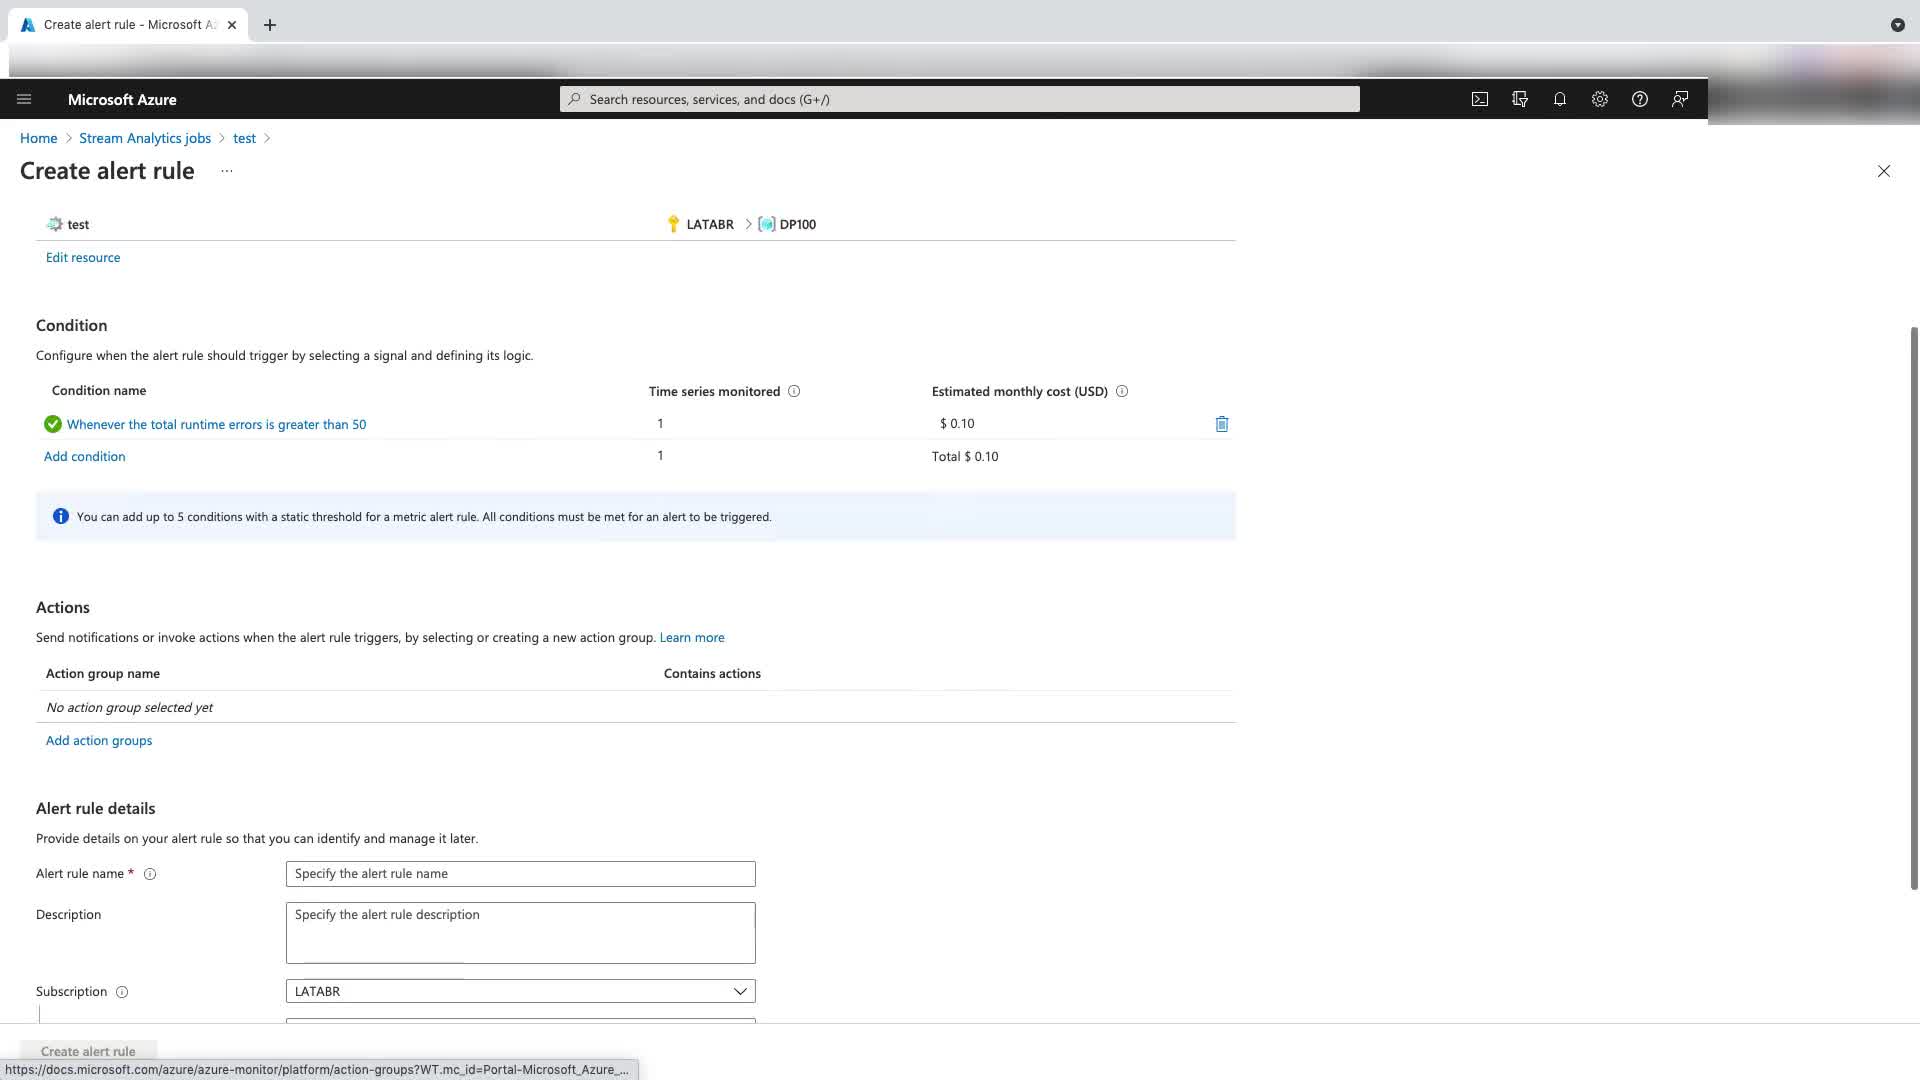 Create alert rule - Microsoft Az
Microsoft Azure
Search resources, services, and docs (G+/)
Home > Stream Analytics jobs > test >
Create alert rule ...
test
LATABR > DP100
Edit resource
Condition
Configure when the alert rule should trigger by selecting a signal and defining its logic.
Condition name
Time series monitored
Estimated monthly cost (USD)
Whenever the total runtime errors is greater than 50
1
$ 0.10
Add condition
1
Total $ 0.10
You can add up to 5 conditions with a static threshold for a metric alert rule. All conditions must be met for an alert to be triggered.
Actions
Send notifications or invoke actions when the alert rule triggers, by selecting or creating a new action group. Learn more
Action group name
Contains actions
No action group selected yet
Add action groups
Alert rule details
Provide details on your alert rule so that you can identify and manage it later.
Alert rule name *
Specify the alert rule name
Description
Specify the alert rule description
Subscription
LATABR
Create alert rule
https://docs.microsoft.com/azure/azure-monitor/platform/action-groups?WT.mc_id=Portal-Microsoft_Azure_...